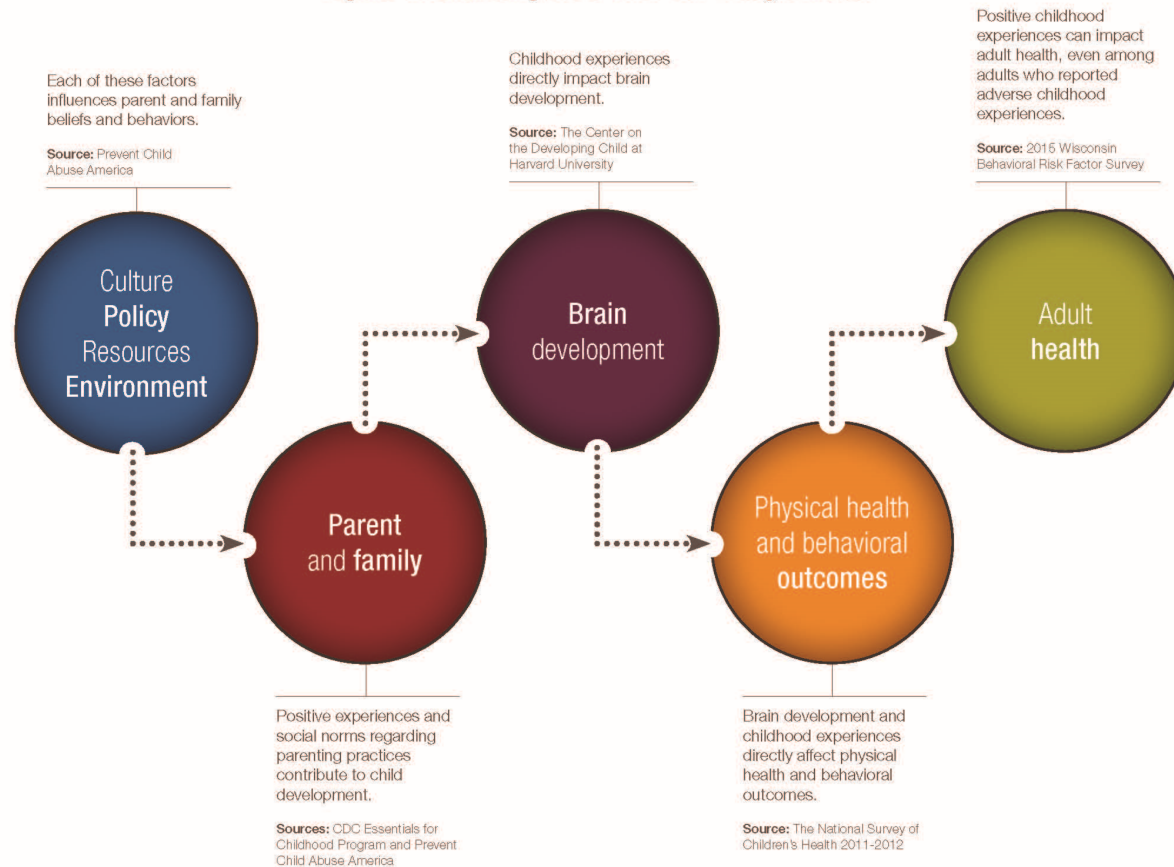 Each of these factors
influences parent and family
beliefs and behaviors.
Source: Prevent Child
Abuse America
Culture
Policy
Resources
Environment
Parent
and family
Positive experiences and
social norms regarding
parenting practices
contribute to child
development.
Sources: CDC Essentials for
Childhood Program and Prevent
Child Abuse America
Childhood experiences
directly impact brain
development.
Source: The Center on
the Developing Child at
Harvard University
Brain
development
Physical health
and behavioral
outcomes
Brain development and
childhood experiences
directly affect physical
health and behavioral
outcomes.
Source: The National Survey of
Children's Health 2011-2012
Positive childhood
experiences can impact
adult health, even among
adults who reported
adverse childhood
experiences.
Source: 2015 Wisconsin
Behavioral Risk Factor Survey
Adult
health